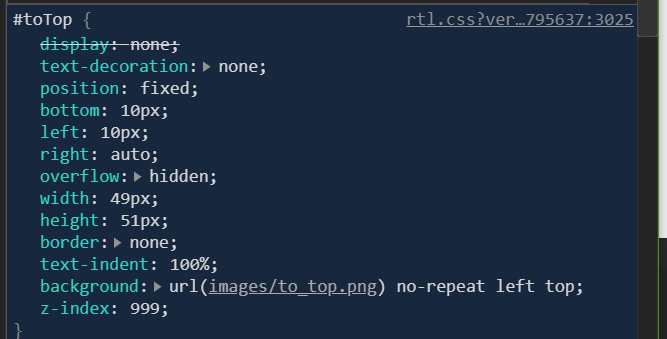 #toTop { rtl.css?ver…795637:3025
display: none;
text-decoration: none;
position: fixed;
bottom: 10px;
left: 10px;
right: auto;
overflow: hidden;
width: 49px;
height: 51px;
border: none;
text-indent: 100%;
background: url(images/to_top.png) no-repeat left top;
z-index: 999;
}